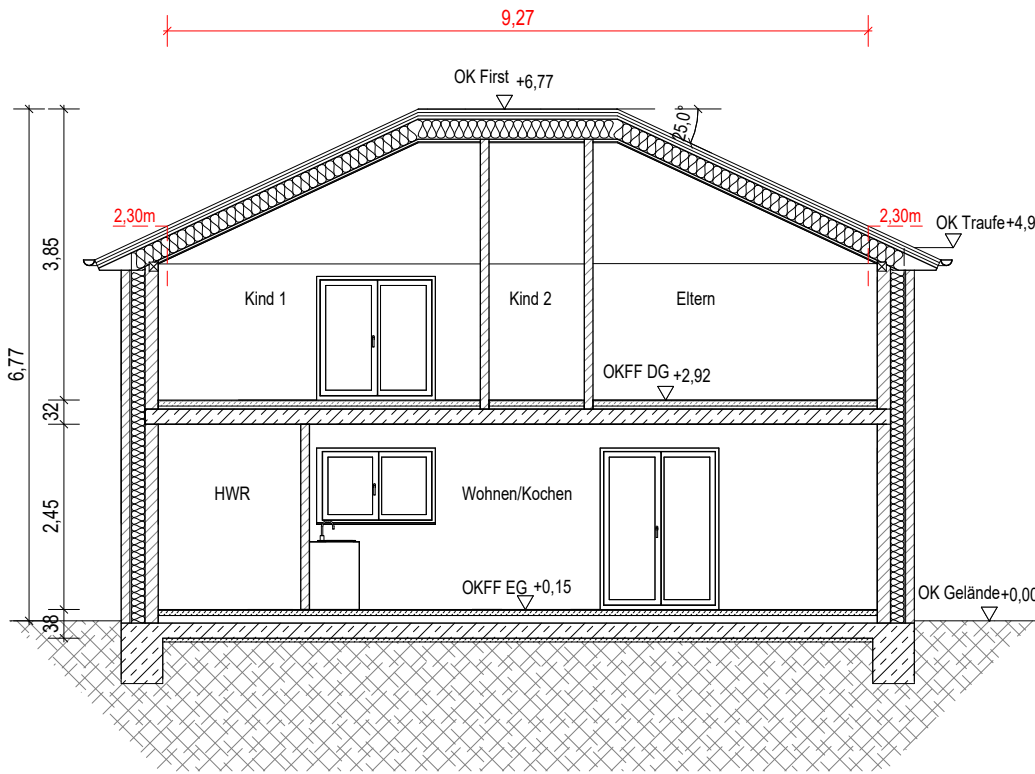 9,27
OK First +6,77
25,0°
2,30m
2,30m
OK Traufe+4,9
3,85
Kind 1
Kind 2
Eltern
6,77
OKFF DG +2,92
32
HWR
Wohnen/Kochen
2,45
OKFF EG +0,15
OK Gelände+0,00
38